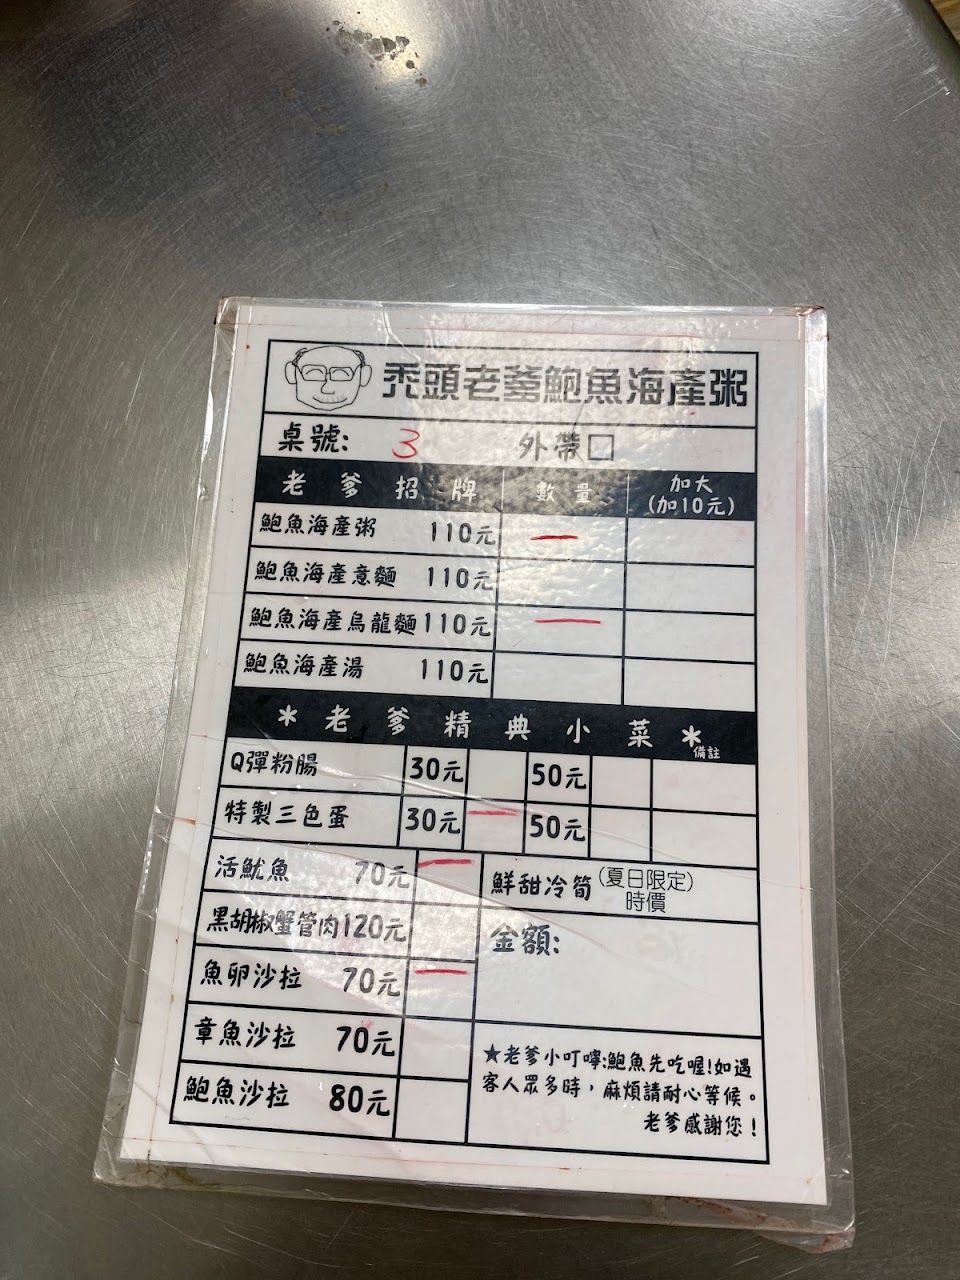 禿頭老爹鮑魚海產粥
桌號: 3 外帶□
老爹招牌 數量 加大(加10元)
鮑魚海產粥 110元 一
鮑魚海產意麵 110元
鮑魚海產烏龍麵 110元 一
鮑魚海產湯 110元
*老爹精典小菜* 備註
Q彈粉腸 30元 50元
特製三色蛋 30元 一 50元
活魷魚 70元 一
鮮甜冷筍(夏日限定)時價
黑胡椒蟹管肉 120元
金額:
魚卵沙拉 70元 一
章魚沙拉 70元
鮑魚沙拉 80元
★老爹小叮嚀:鮑魚先吃喔!如遇
客人眾多時，麻煩請耐心等候。
老爹感謝您！